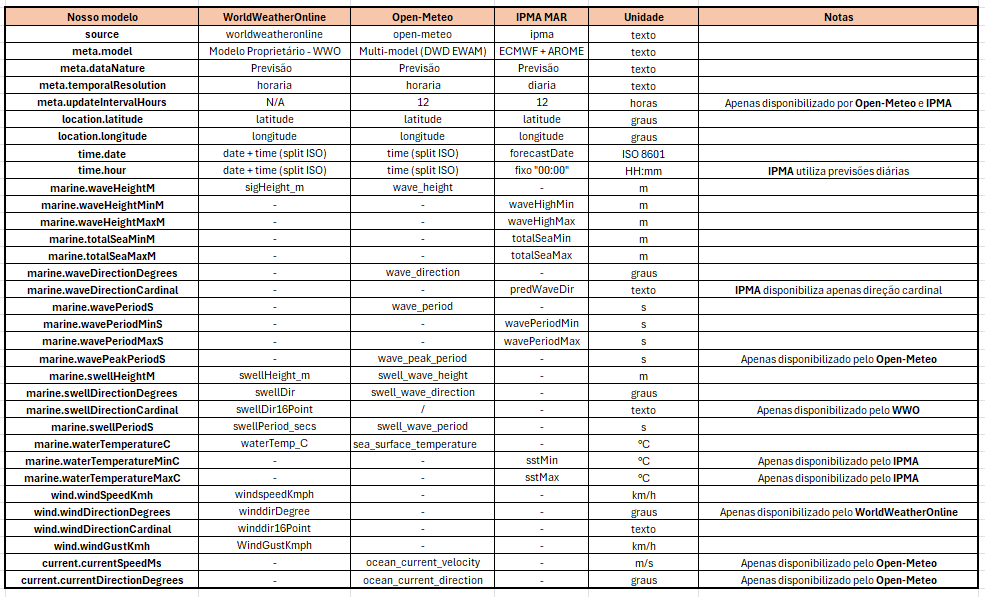 Nosso modelo WorldWeatherOnline Open-Meteo IPMA MAR Unidade Notas
source worldweatheronline open-meteo ipma texto
meta.model Modelo Proprietário - WWO Multi-model (DWD EWAM) ECMWF + AROME texto
meta.dataNature Previsão Previsão Previsão texto
meta.temporalResolution horaria horaria diaria texto
meta.updateIntervalHours N/A 12 12 horas Apenas disponibilizado por Open-Meteo e IPMA
location.latitude latitude latitude latitude graus
location.longitude longitude longitude longitude graus
time.date date + time (split ISO) time (split ISO) forecastDate ISO 8601
time.hour date + time (split ISO) time (split ISO) fixo "00:00" HH:mm IPMA utiliza previsões diárias
marine.waveHeightM sigHeight_m wave_height - m
marine.waveHeightMinM - - waveHighMin m
marine.waveHeightMaxM - - waveHighMax m
marine.totalSeaMinM - - totalSeaMin m
marine.totalSeaMaxM - - totalSeaMax m
marine.waveDirectionDegrees - wave_direction - graus
marine.waveDirectionCardinal - - predWaveDir texto IPMA disponibiliza apenas direção cardinal
marine.wavePeriodS - wave_period - s
marine.wavePeriodMinS - - wavePeriodMin s
marine.wavePeriodMaxS - - wavePeriodMax s
marine.wavePeakPeriodS - wave_peak_period - s Apenas disponibilizado pelo Open-Meteo
marine.swellHeightM swellHeight_m swell_wave_height - m
marine.swellDirectionDegrees swellDir swell_wave_direction - graus
marine.swellDirectionCardinal swellDir16Point / - texto Apenas disponibilizado pelo WWO
marine.swellPeriodS swellPeriod_secs swell_wave_period - s
marine.waterTemperatureC waterTemp_C sea_surface_temperature - ºC
marine.waterTemperatureMinC - - sstMin ºC Apenas disponibilizado pelo IPMA
marine.waterTemperatureMaxC - - sstMax ºC Apenas disponibilizado pelo IPMA
wind.windSpeedKmh windspeedKmph - - km/h
wind.windDirectionDegrees winddirDegree - - graus Apenas disponibilizado pelo WorldWeatherOnline
wind.windDirectionCardinal winddir16Point - - texto
wind.windGustKmh WindGustKmph - - km/h
current.currentSpeedMs - ocean_current_velocity - m/s Apenas disponibilizado pelo Open-Meteo
current.currentDirectionDegrees - ocean_current_direction - graus Apenas disponibilizado pelo Open-Meteo